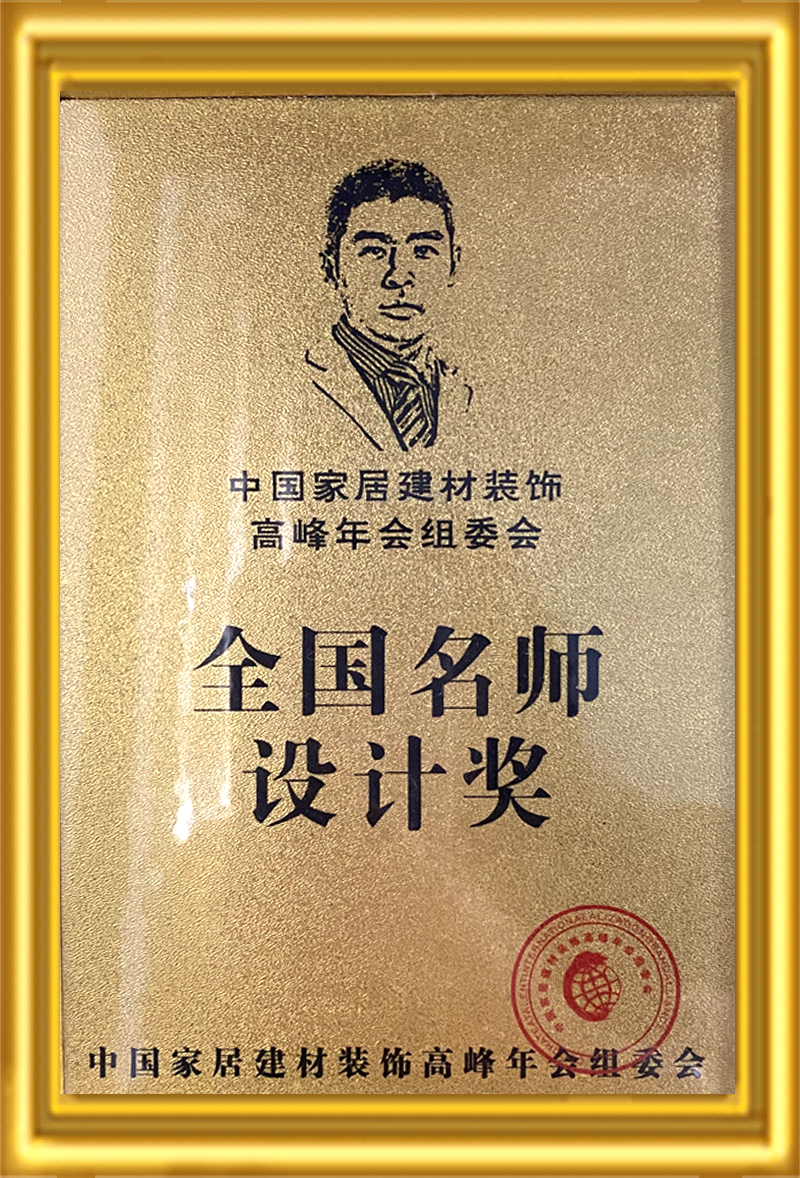 中国家居建材装饰
高峰年会组委会
全国名师
设计奖
中国家居建材装饰高峰年会组委会